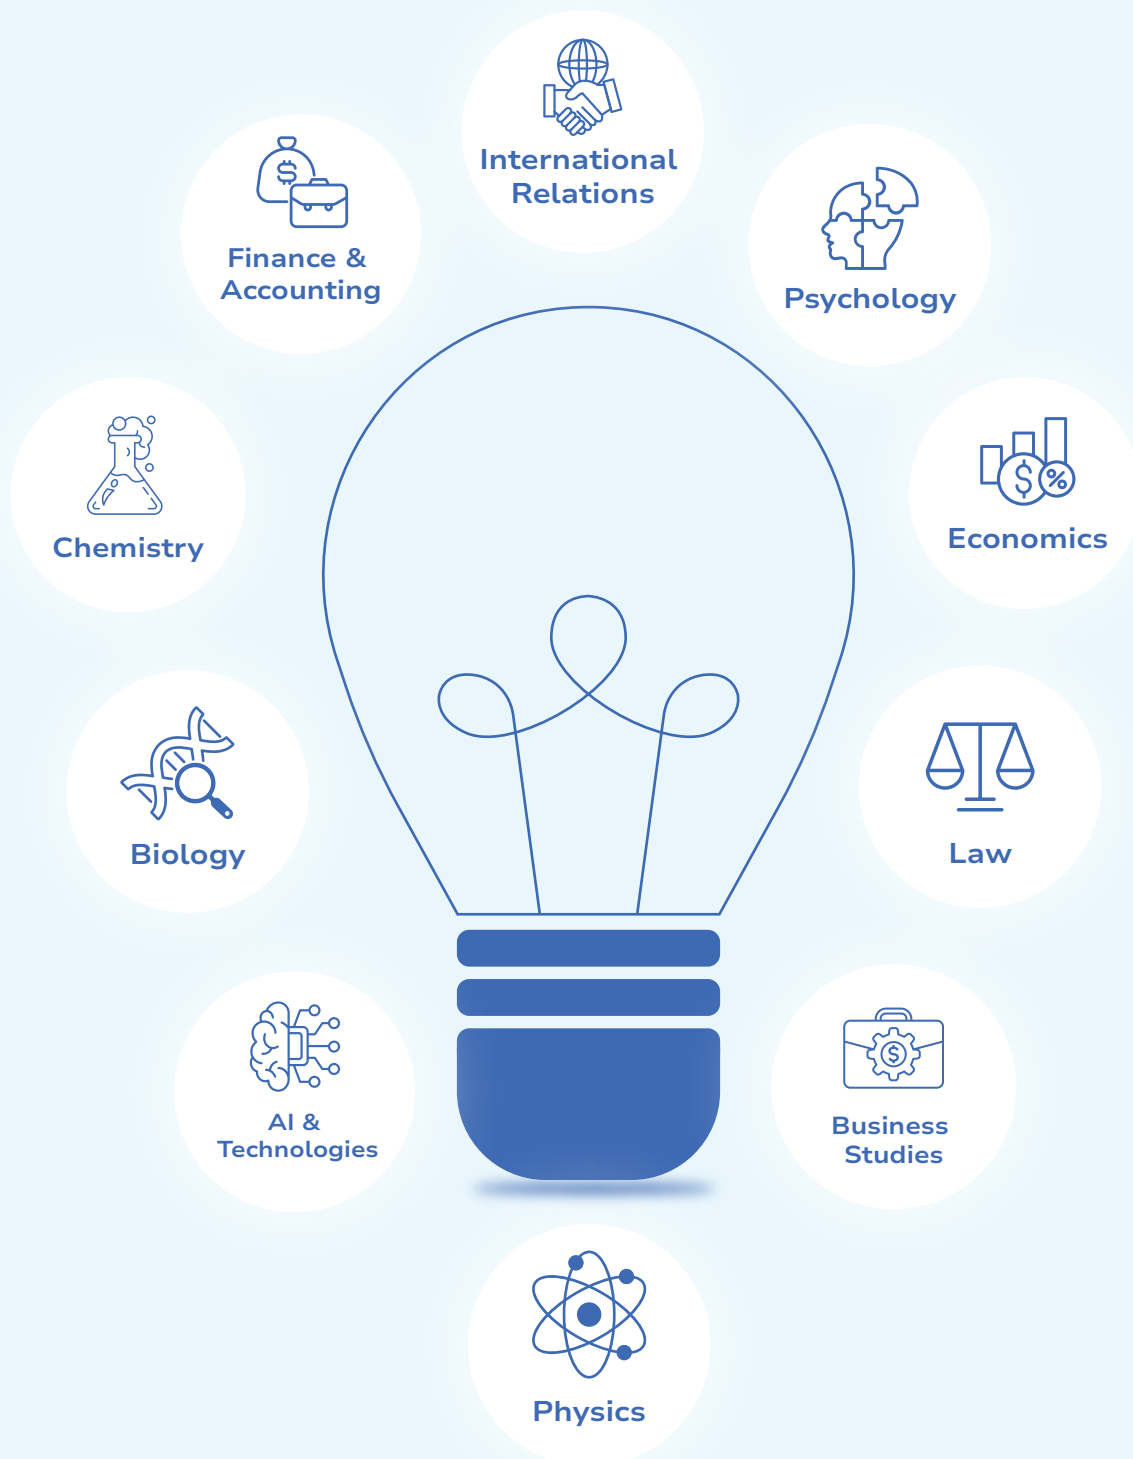 International
Relations
Finance &
Accounting
Psychology
Chemistry
Economics
Biology
Law
AI &
Technologies
Business
Studies
Physics